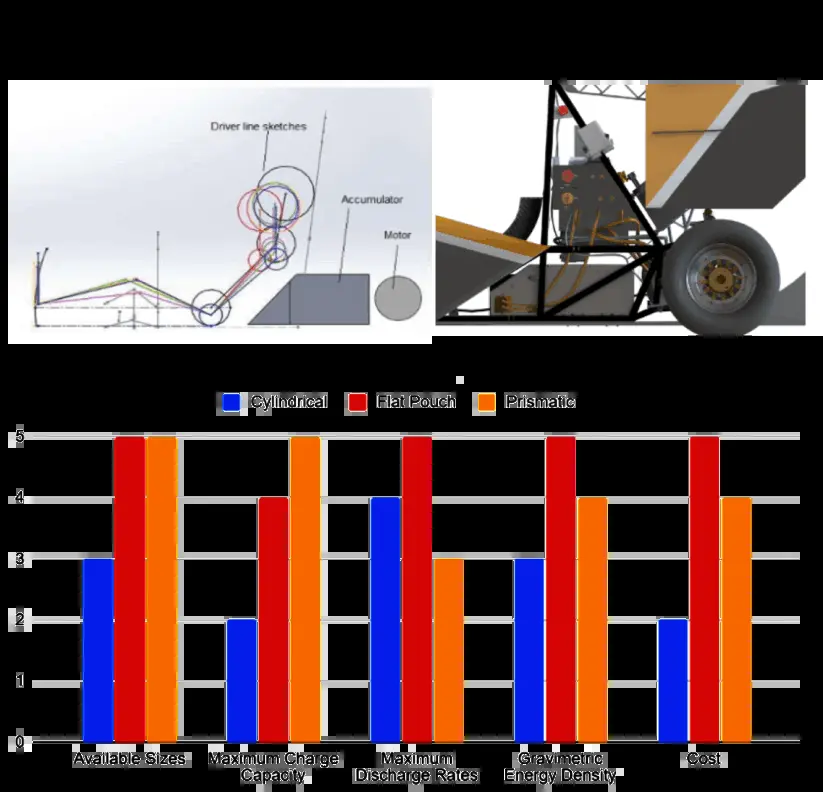 Driver line sketches
Accumulator
Motor
Cylindrical
Flat Pouch
Prismatic
5
4
3
2
1
0
Available Sizes
Maximum Charge
Capacity
Maximum
Discharge Rates
Gravimetric
Energy Density
Cost